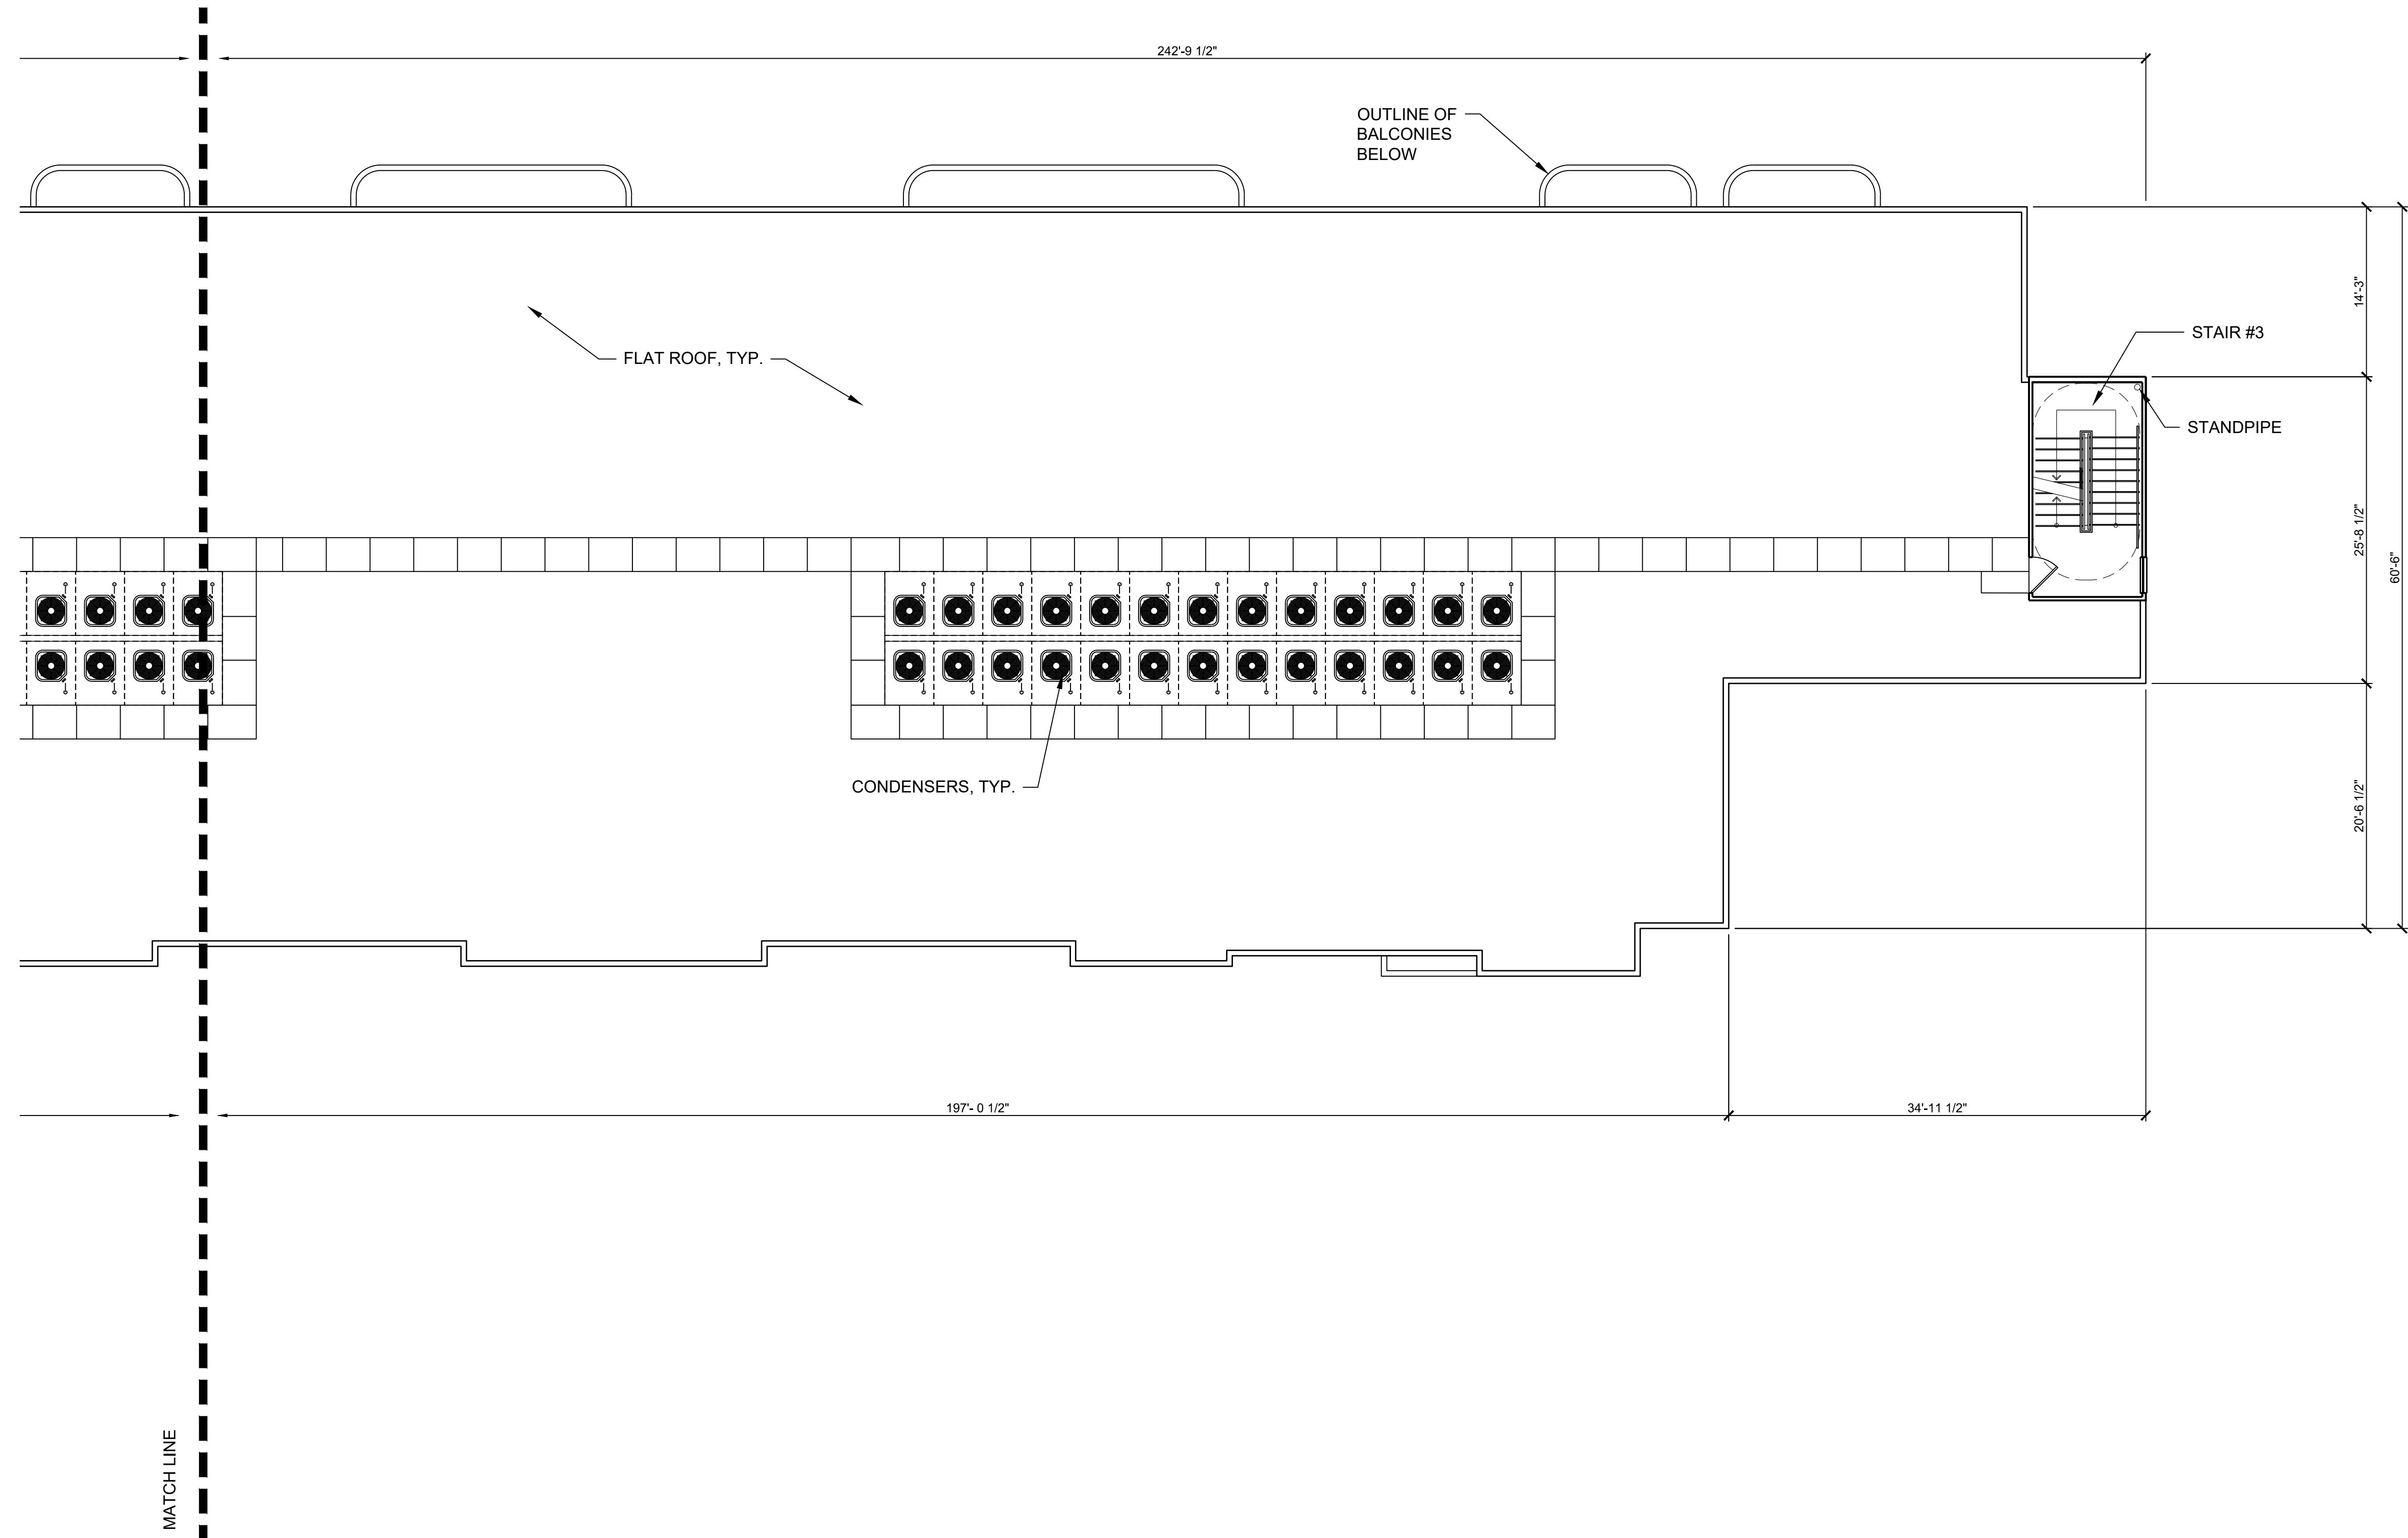 242'-9 1/2"
OUTLINE OF
BALCONIES
BELOW
14'-3"
STAIR #3
FLAT ROOF, TYP.
STANDPIPE
25'-8 1/2"
60'-6"
CONDENSERS, TYP.
20'-6 1/2"
197'- 0 1/2"
34'-11 1/2"
MATCH LINE